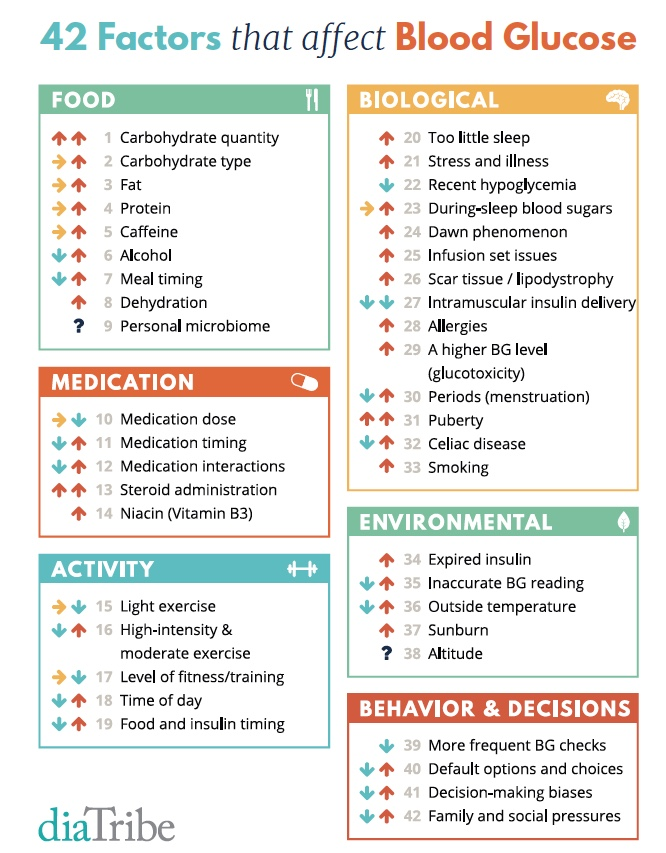 42 Factors that affect Blood Glucose
FOOD
↑ ↑ 1 Carbohydrate quantity
→ ↑ 2 Carbohydrate type
→ ↑ 3 Fat
→ ↑ 4 Protein
→ ↑ 5 Caffeine
↓ ↑ 6 Alcohol
↓ ↑ 7 Meal timing
↑ 8 Dehydration
? 9 Personal microbiome
MEDICATION
→ ↓ 10 Medication dose
↓ ↑ 11 Medication timing
↓ ↑ 12 Medication interactions
↑ ↑ 13 Steroid administration
↑ 14 Niacin (Vitamin B3)
ACTIVITY
→ ↓ 15 Light exercise
↓ ↑ 16 High-intensity &
moderate exercise
→ ↓ 17 Level of fitness/training
↓ ↑ 18 Time of day
↓ ↑ 19 Food and insulin timing
BIOLOGICAL
↑ 20 Too little sleep
↑ 21 Stress and illness
↓ 22 Recent hypoglycemia
→ ↑ 23 During-sleep blood sugars
↑ 24 Dawn phenomenon
↑ 25 Infusion set issues
↑ 26 Scar tissue / lipodystrophy
↓ ↓ 27 Intramuscular insulin delivery
↑ 28 Allergies
↑ 29 A higher BG level
(glucotoxicity)
↓ ↑ 30 Periods (menstruation)
↑ ↑ 31 Puberty
↓ ↑ 32 Celiac disease
↑ 33 Smoking
ENVIRONMENTAL
↑ 34 Expired insulin
↓ ↑ 35 Inaccurate BG reading
↓ ↑ 36 Outside temperature
↑ 37 Sunburn
? 38 Altitude
BEHAVIOR & DECISIONS
↓ 39 More frequent BG checks
↓ ↑ 40 Default options and choices
↓ ↑ 41 Decision-making biases
↓ ↑ 42 Family and social pressures
diaTribe